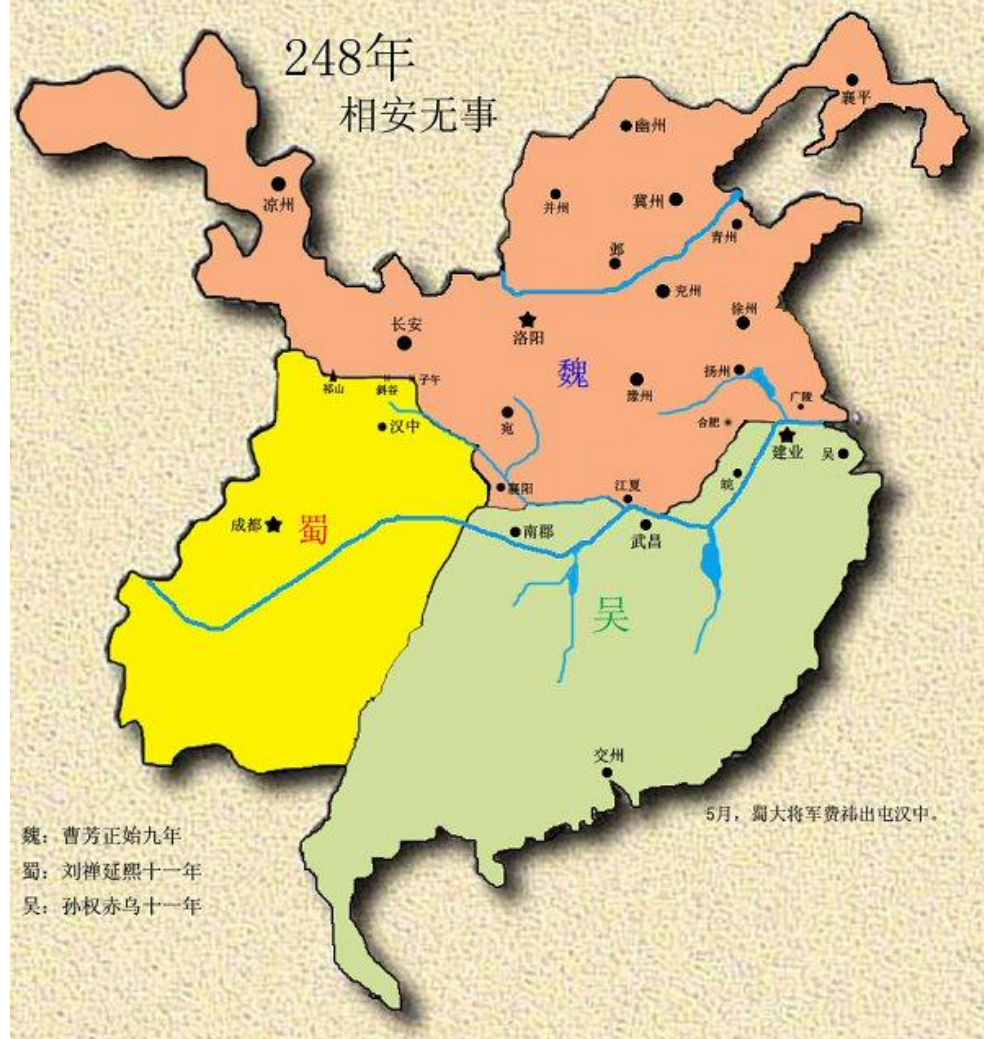 248年
相安无事
襄平
幽州
凉州
并州
冀州
青州
邺
兖州
徐州
长安
洛阳
魏
扬州
祁山
斜谷
子午
豫州
广陵
宛
合肥
汉中
建业
吴
皖
襄阳
江夏
成都
蜀
南郡
武昌
吴
交州
5月，蜀大将军费祎出屯汉中。
魏：曹芳正始九年
蜀：刘禅延熙十一年
吴：孙权赤乌十一年